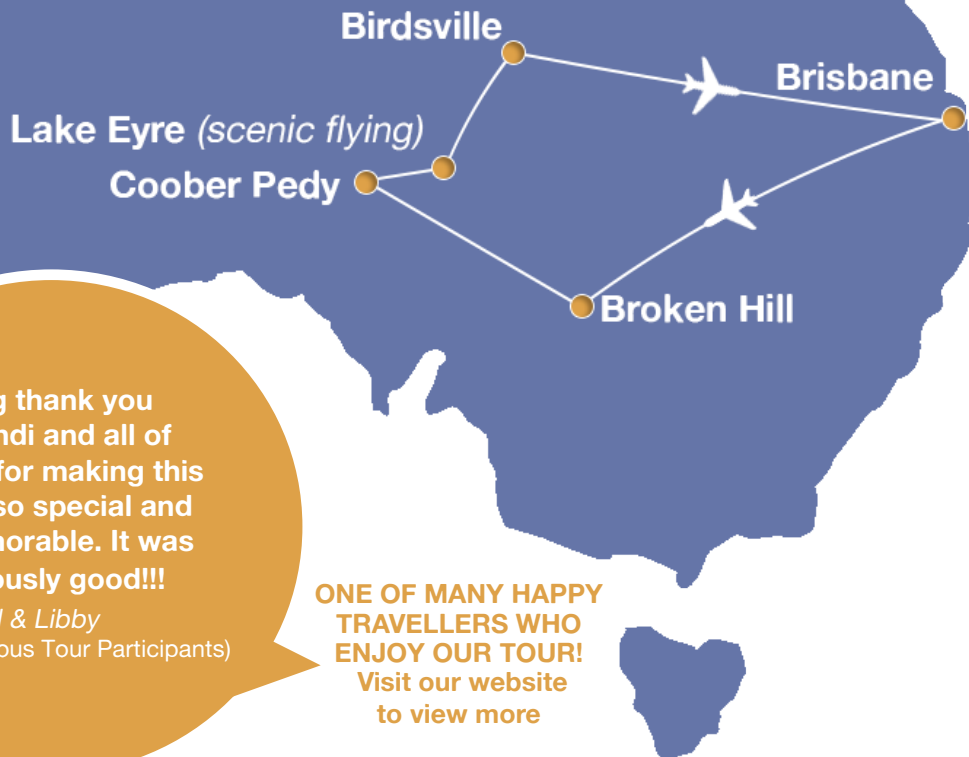 Birdsville
Brisbane
Lake Eyre (scenic flying)
Coober Pedy
Broken Hill
thank you
and all of
for making this
so special and
It was
good!!!
& Libby
Tour Participants)
ONE OF MANY HAPPY
TRAVELLERS WHO
ENJOY OUR TOUR!
Visit our website
to view more